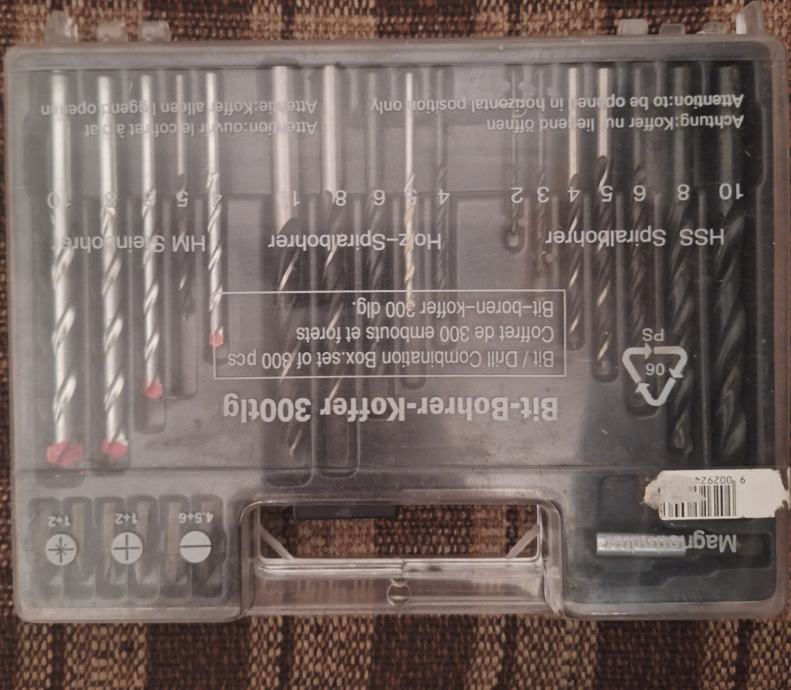 Magnethalter
4,5+6
1+2
1+2
9 002924
Bit-Bohrer-Koffer 300tlg
Bit / Drill Combination Box.set of 300 pcs
Coffret de 300 embouts et forets
Bit-boren-koffer 300 dlg.
06
PS
HSS Spiralbohrer
Holz-Spiralbohrer
HM Steinbohrer
10 8 6 5 4 3 2
4 5 6 8 10
4 5 6 8 10
Achtung:Koffer nur liegend öffnen
Attention:to be opened in horizontal position only
Attention:ouvrir le coffret à plat
Attentie:Koffer alleen liggend openen